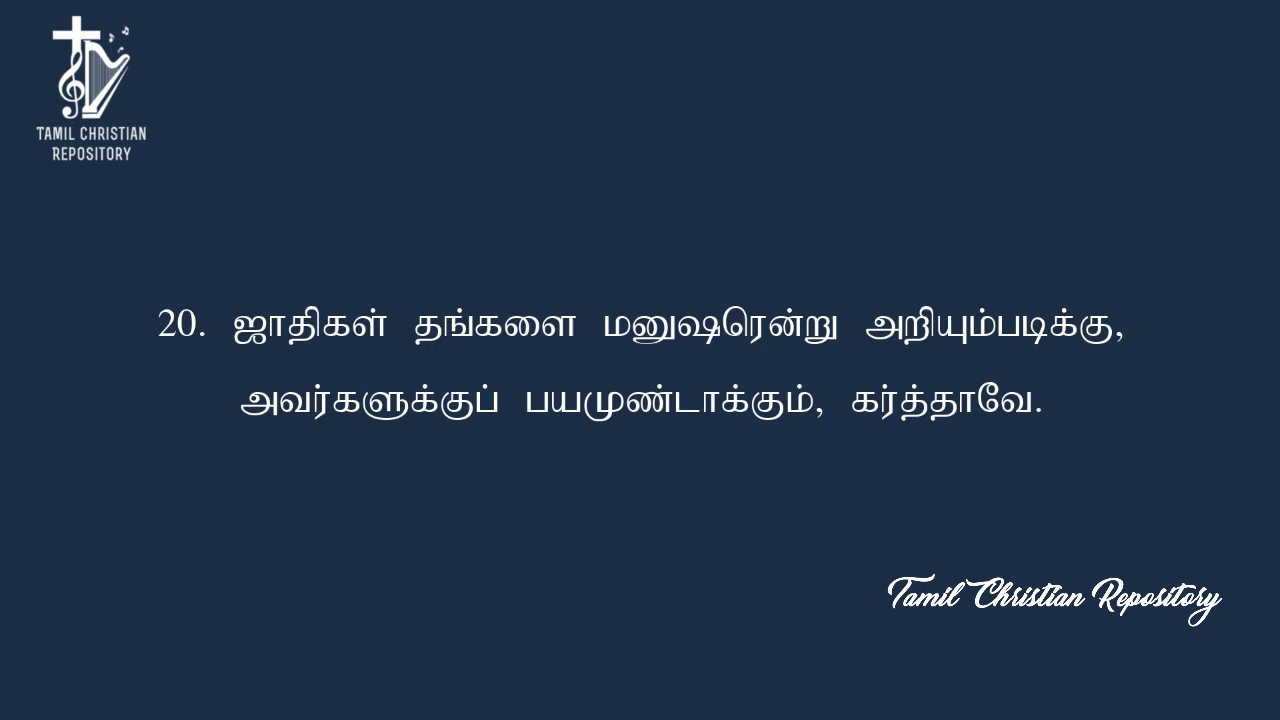 TAMIL CHRISTIAN
REPOSITORY
20. ஜாதிகள் தங்களை மனுஷரென்று அறியும்படிக்கு,
அவர்களுக்குப் பயமுண்டாக்கும், கர்த்தாவே.
Tamil Christian Repository